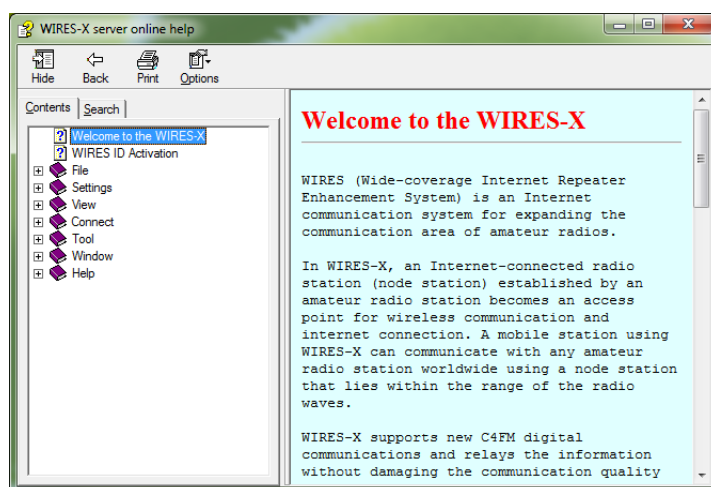 WIRES-X server online help
Hide Back Print Options
Contents Search
Welcome to the WIRES-X
WIRES ID Activation
File
Settings
View
Connect
Tool
Window
Help
Welcome to the WIRES-X
WIRES (Wide-coverage Internet Repeater
Enhancement System) is an Internet
communication system for expanding the
communication area of amateur radios.
In WIRES-X, an Internet-connected radio
station (node station) established by an
amateur radio station becomes an access
point for wireless communication and
internet connection. A mobile station using
WIRES-X can communicate with any amateur
radio station worldwide using a node station
that lies within the range of the radio
waves.
WIRES-X supports new C4FM digital
communications and relays the information
without damaging the communication quality